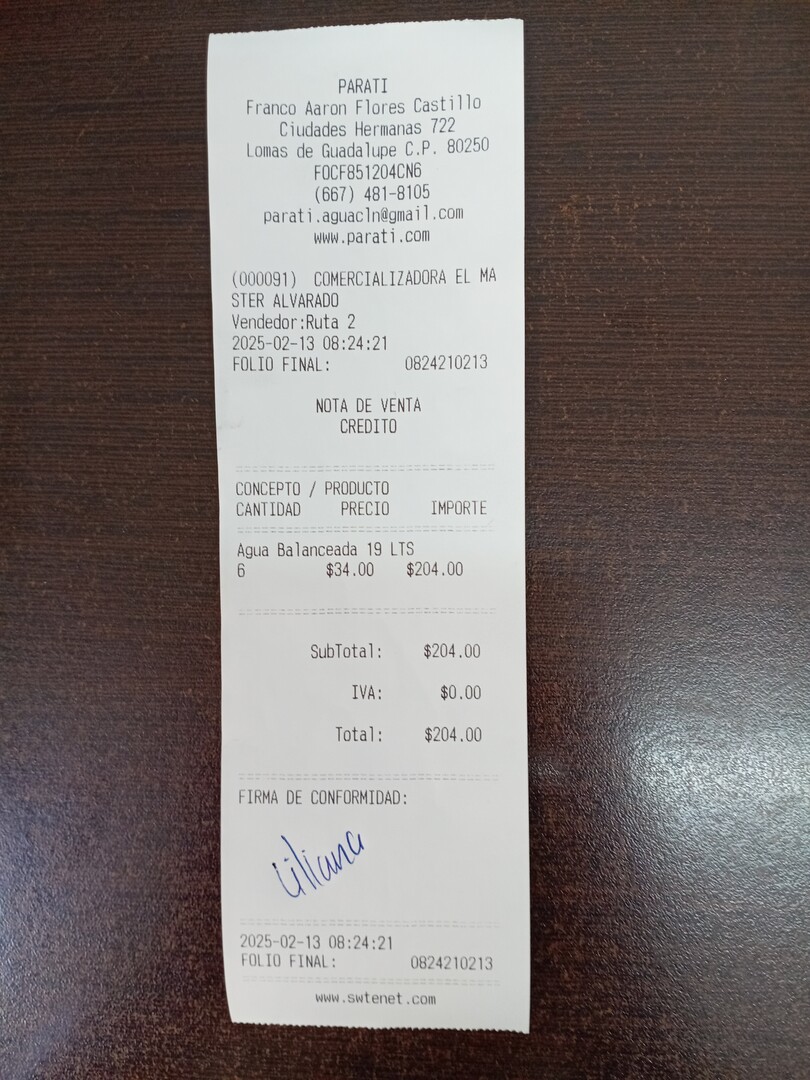 PARATI
Franco Aaron Flores Castillo
Ciudades Hermanas 722
Lomas de Guadalupe C.P. 80250
FOCF851204CN6
(667) 481-8105
parati.aguacln@gmail.com
www.parati.com
(000091) COMERCIALIZADORA EL MA
STER ALVARADO
Vendedor:Ruta 2
2025-02-13 08:24:21
FOLIO FINAL: 0824210213
NOTA DE VENTA
CREDITO
CONCEPTO / PRODUCTO
CANTIDAD PRECIO IMPORTE
Agua Balanceada 19 LTS
6 $34.00 $204.00
SubTotal: $204.00
IVA: $0.00
Total: $204.00
FIRMA DE CONFORMIDAD:
Liliana
2025-02-13 08:24:21
FOLIO FINAL: 0824210213
www.swtenet.com